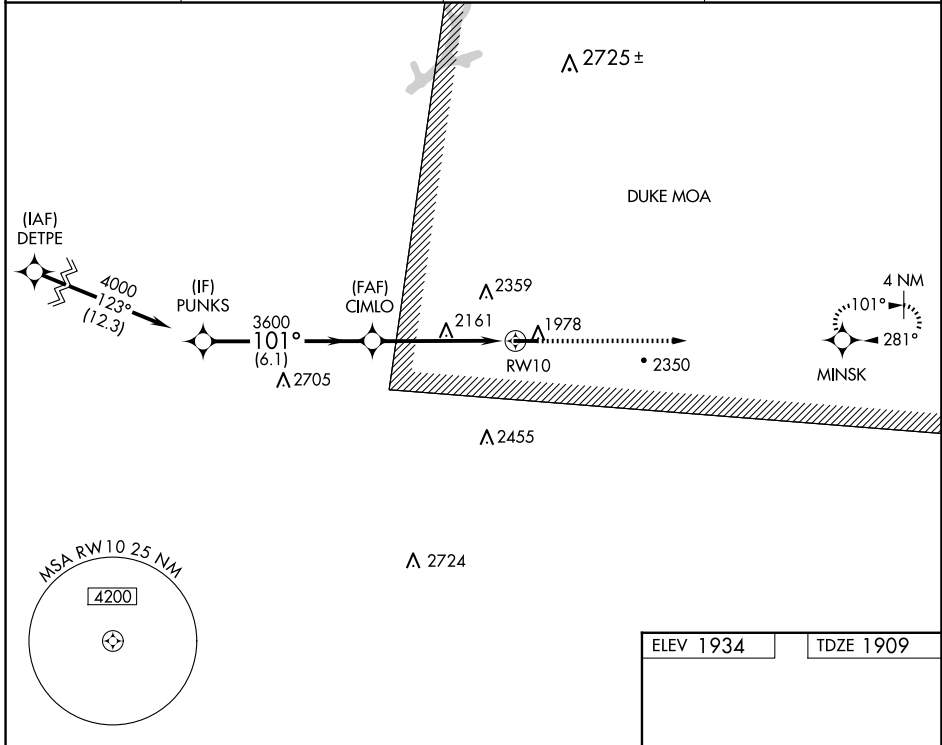 2725 ±
DUKE MOA
(IAF)
DETPE
4000
123°
(12.3)
(IF)
PUNKS
3600
101°
(6.1)
2705
(FAF)
CIMLO
2359
2161
1978
RW10
2350
4 NM
101°
281°
MINSK
2455
2724
MSA RW10 25 NM
4200
ELEV 1934
TDZE 1909